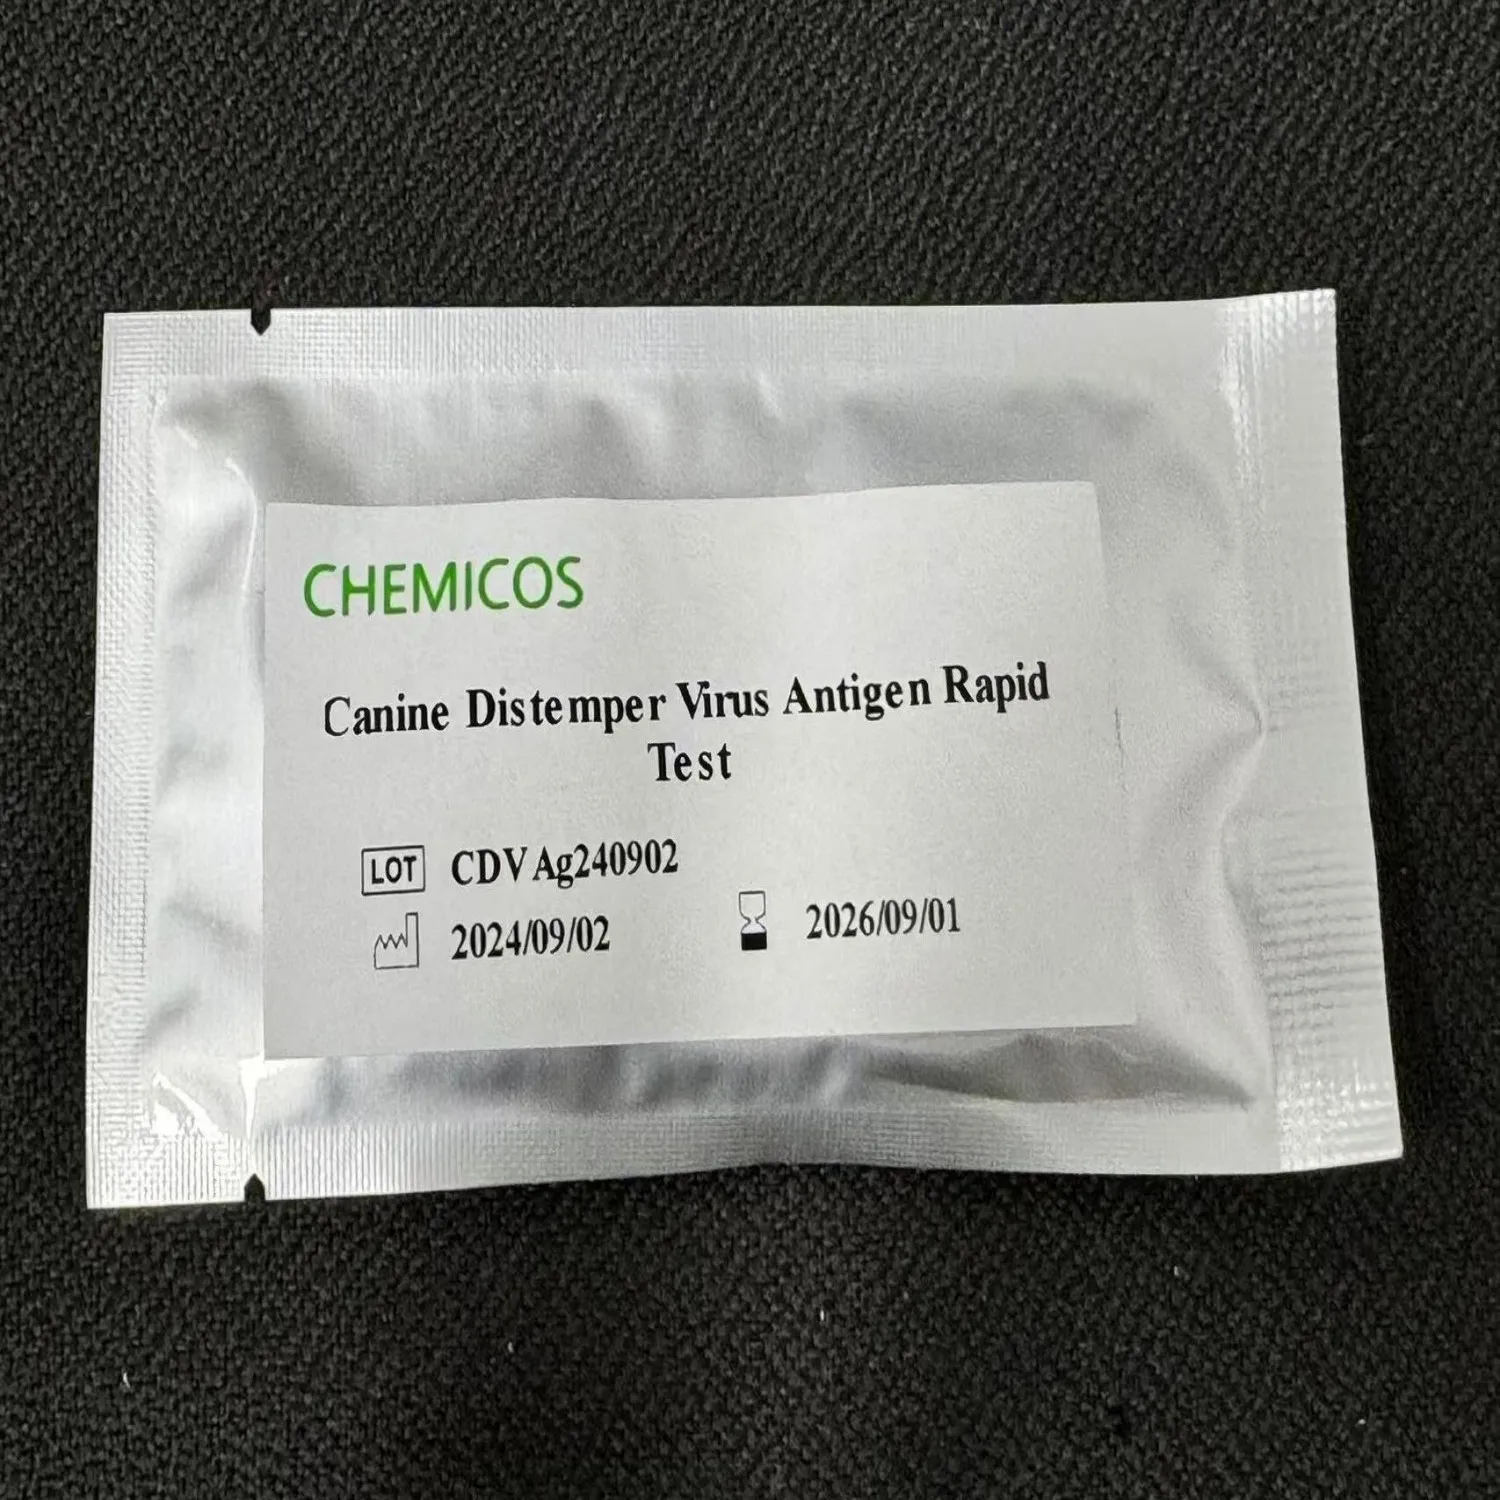 CHEMICOS
Canine Distemper Virus Antigen Rapid
Test
LOT CDVAg240902
2024/09/02 2026/09/01